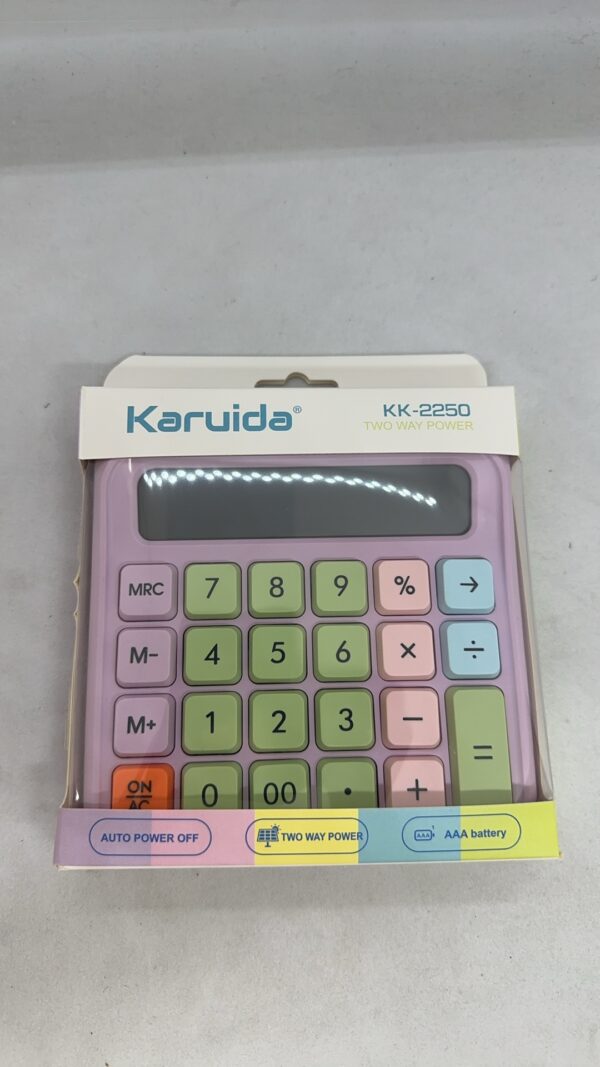 Karuida®
KK-2250
TWO WAY POWER
MRC 7 8 9 % →
M- 4 5 6 × ÷
M+ 1 2 3 − =
ON
AC 0 00 . +
AUTO POWER OFF
TWO WAY POWER
AAA AAA battery